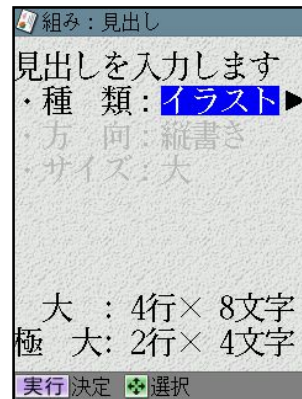 組み：見出し
見出しを入力します
・種　類：イラスト▶
・方　向：縦書き
・サイズ：大
大　：4行×　8文字
極　大：2行×　4文字
実行 決定　選択